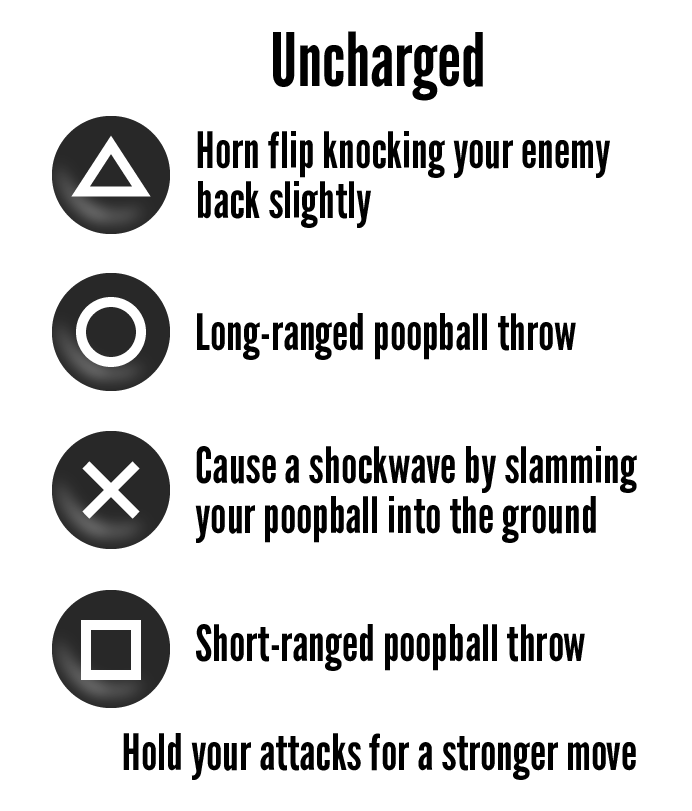 Uncharged
Horn flip knocking your enemy
back slightly
Long-ranged poopball throw
Cause a shockwave by slamming
your poopball into the ground
Short-ranged poopball throw
Hold your attacks for a stronger move